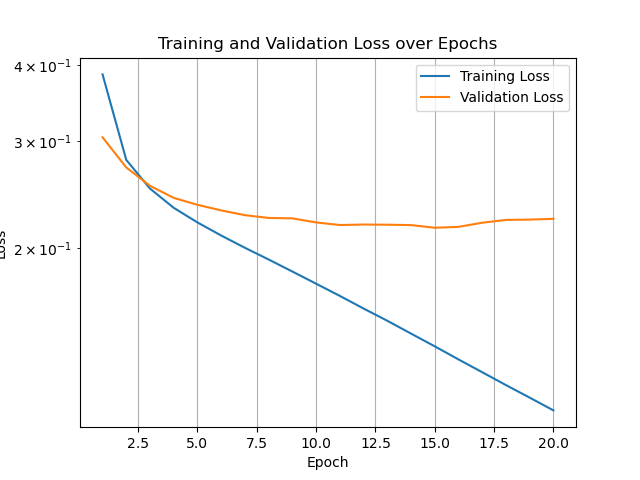 Training and Validation Loss over Epochs
Training Loss
Validation Loss
4 × 10⁻¹
3 × 10⁻¹
2 × 10⁻¹
Loss
2.5 5.0 7.5 10.0 12.5 15.0 17.5 20.0
Epoch